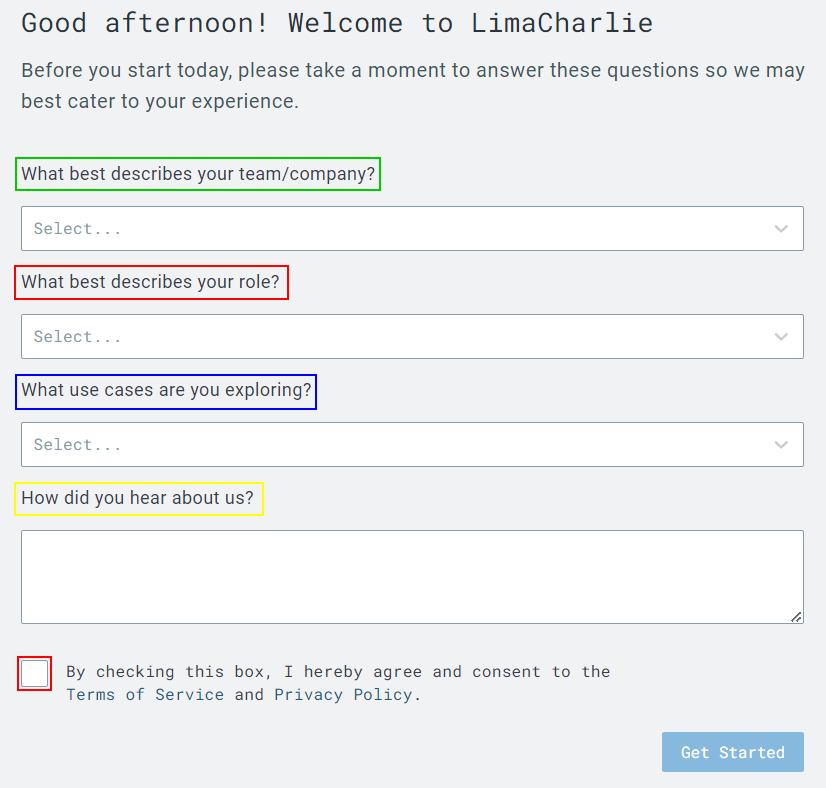 Good afternoon! Welcome to LimaCharlie
Before you start today, please take a moment to answer these questions so we may
best cater to your experience.
What best describes your team/company?
Select...
What best describes your role?
Select...
What use cases are you exploring?
Select...
How did you hear about us?
By checking this box, I hereby agree and consent to the
Terms of Service and Privacy Policy.
Get Started